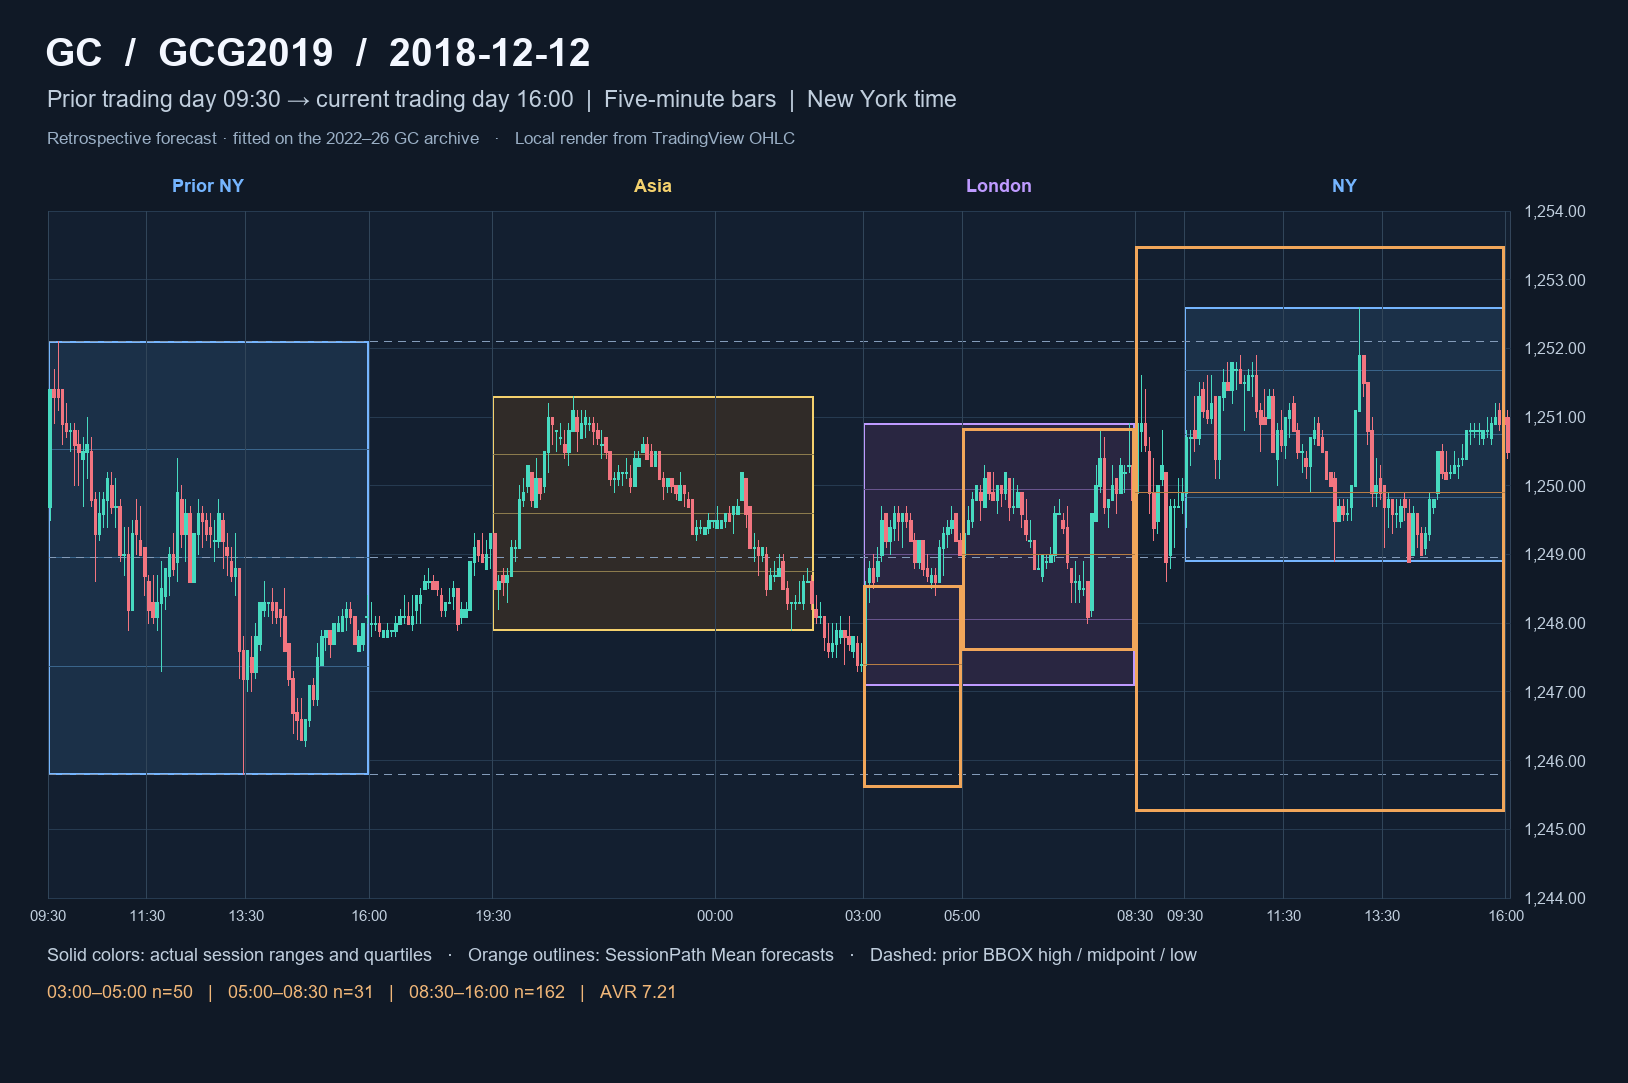 GC / GCG2019 / 2018-12-12
Prior trading day 09:30 → current trading day 16:00 | Five-minute bars | New York time
Retrospective forecast · fitted on the 2022–26 GC archive · Local render from TradingView OHLC
Prior NY Asia London NY
1,254.00
1,253.00
1,252.00
1,251.00
1,250.00
1,249.00
1,248.00
1,247.00
1,246.00
1,245.00
1,244.00
09:30 11:30 13:30 16:00 19:30 00:00 03:00 05:00 08:30 09:30 11:30 13:30 16:00
Solid colors: actual session ranges and quartiles · Orange outlines: SessionPath Mean forecasts · Dashed: prior BBOX high / midpoint / low
03:00–05:00 n=50 | 05:00–08:30 n=31 | 08:30–16:00 n=162 | AVR 7.21